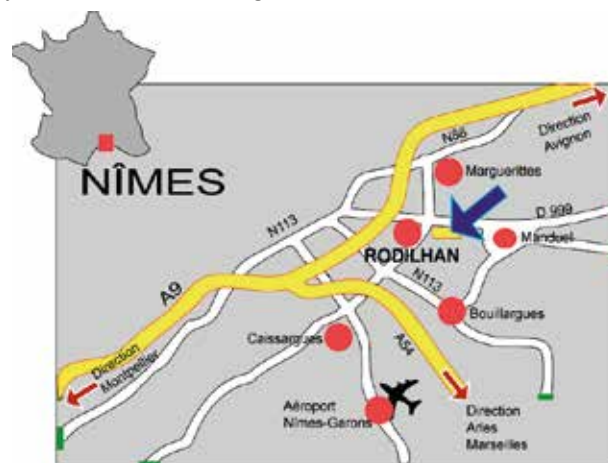 NÎMES
Direction
Avignon
N86
Marguerittes
D 999
N113
RODILHAN
Manduel
N113
A9
Bouillargues
Caissargues
A54
Direction
Montpellier
Aéroport
Nîmes-Garons
Direction
Arles
Marseilles